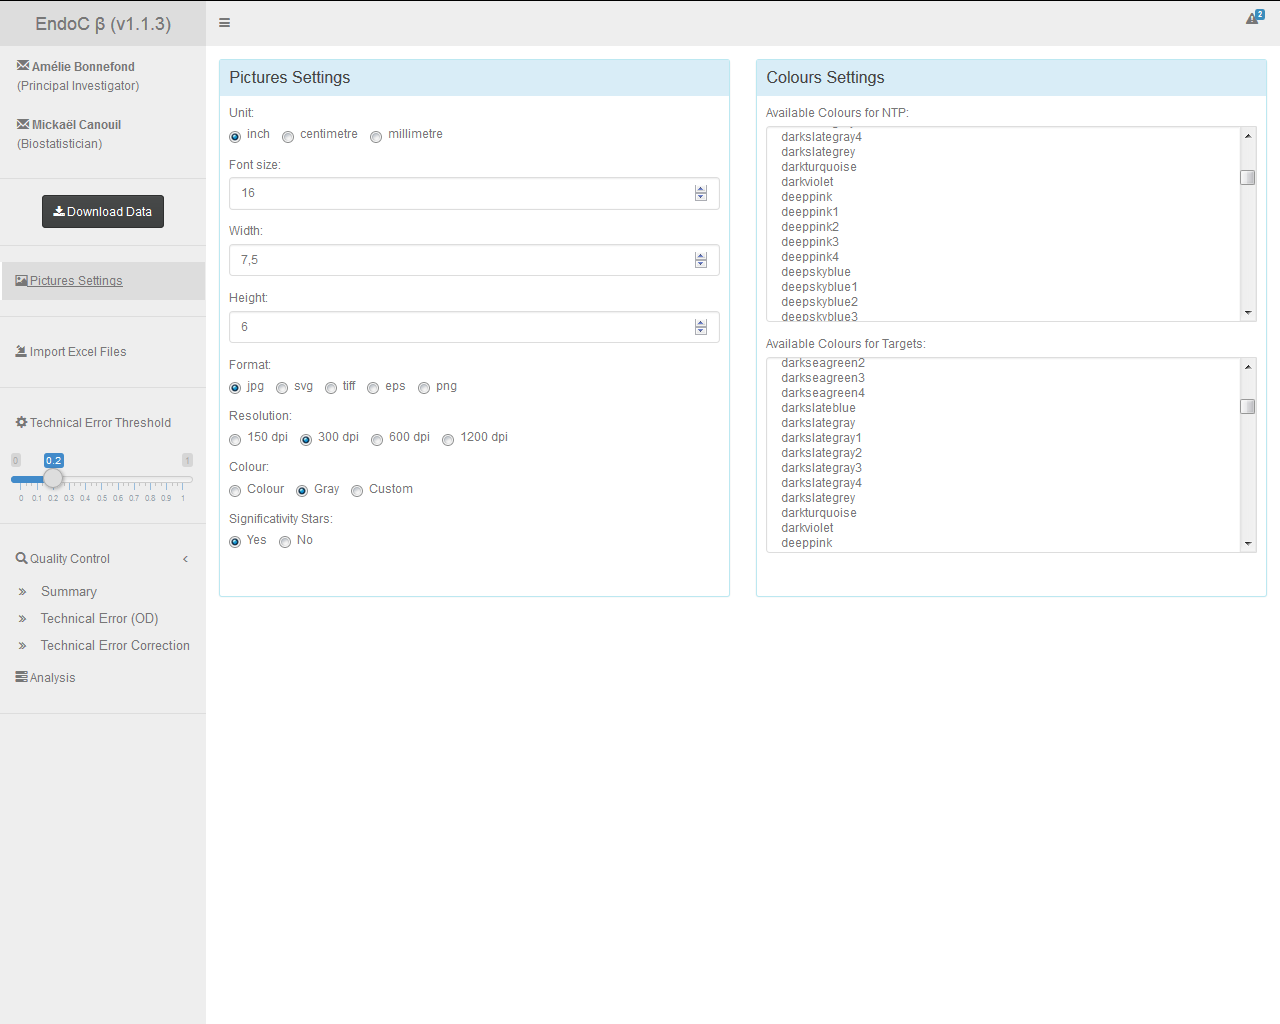 EndoC β (v1.1.3)
2
Amélie Bonnefond
(Principal Investigator)
Mickaël Canouil
(Biostatistician)
Download Data
Pictures Settings
Import Excel Files
Technical Error Threshold
0 0.2 1
0 0.1 0.2 0.3 0.4 0.5 0.6 0.7 0.8 0.9 1
Quality Control
Summary
Technical Error (OD)
Technical Error Correction
Analysis
Pictures Settings
Unit:
inch centimetre millimetre
Font size:
16
Width:
7,5
Height:
6
Format:
jpg svg tiff eps png
Resolution:
150 dpi 300 dpi 600 dpi 1200 dpi
Colour:
Colour Gray Custom
Significativity Stars:
Yes No
Colours Settings
Available Colours for NTP:
darkslategray4
darkslategrey
darkturquoise
darkviolet
deeppink
deeppink1
deeppink2
deeppink3
deeppink4
deepskyblue
deepskyblue1
deepskyblue2
deepskyblue3
Available Colours for Targets:
darkseagreen2
darkseagreen3
darkseagreen4
darkslateblue
darkslategray
darkslategray1
darkslategray2
darkslategray3
darkslategray4
darkslategrey
darkturquoise
darkviolet
deeppink